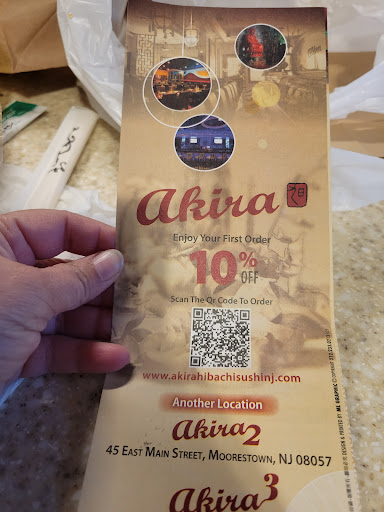 Akira
Enjoy Your First Order
10% OFF
Scan The Qr Code To Order
www.akirahibachisushinj.com
Another Location
Akira2
45 East Main Street, Moorestown, NJ 08057
Akira3